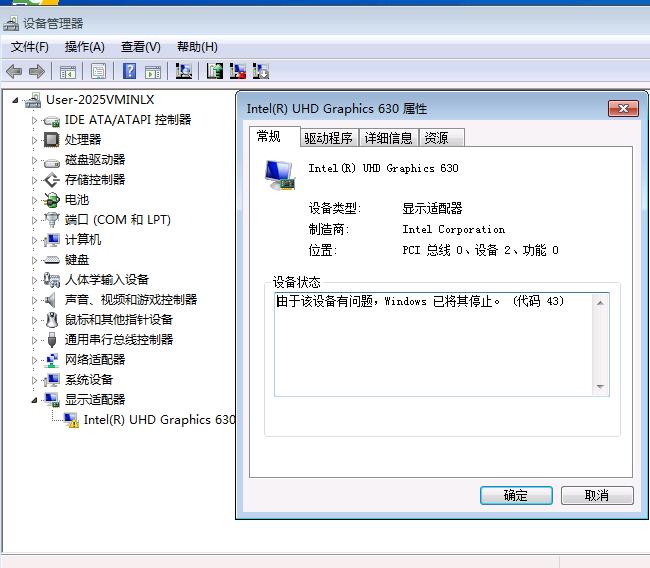 设备管理器
文件(F) 操作(A) 查看(V) 帮助(H)
User-2025VMINLX
IDE ATA/ATAPI 控制器
处理器
磁盘驱动器
存储控制器
电池
端口 (COM 和 LPT)
计算机
键盘
人体学输入设备
声音、视频和游戏控制器
鼠标和其他指针设备
通用串行总线控制器
网络适配器
系统设备
显示适配器
Intel(R) UHD Graphics 630
Intel(R) UHD Graphics 630 属性
常规 驱动程序 详细信息 资源
Intel(R) UHD Graphics 630
设备类型: 显示适配器
制造商: Intel Corporation
位置: PCI 总线 0、设备 2、功能 0
设备状态
由于该设备有问题，Windows 已将其停止。 (代码 43)
确定 取消